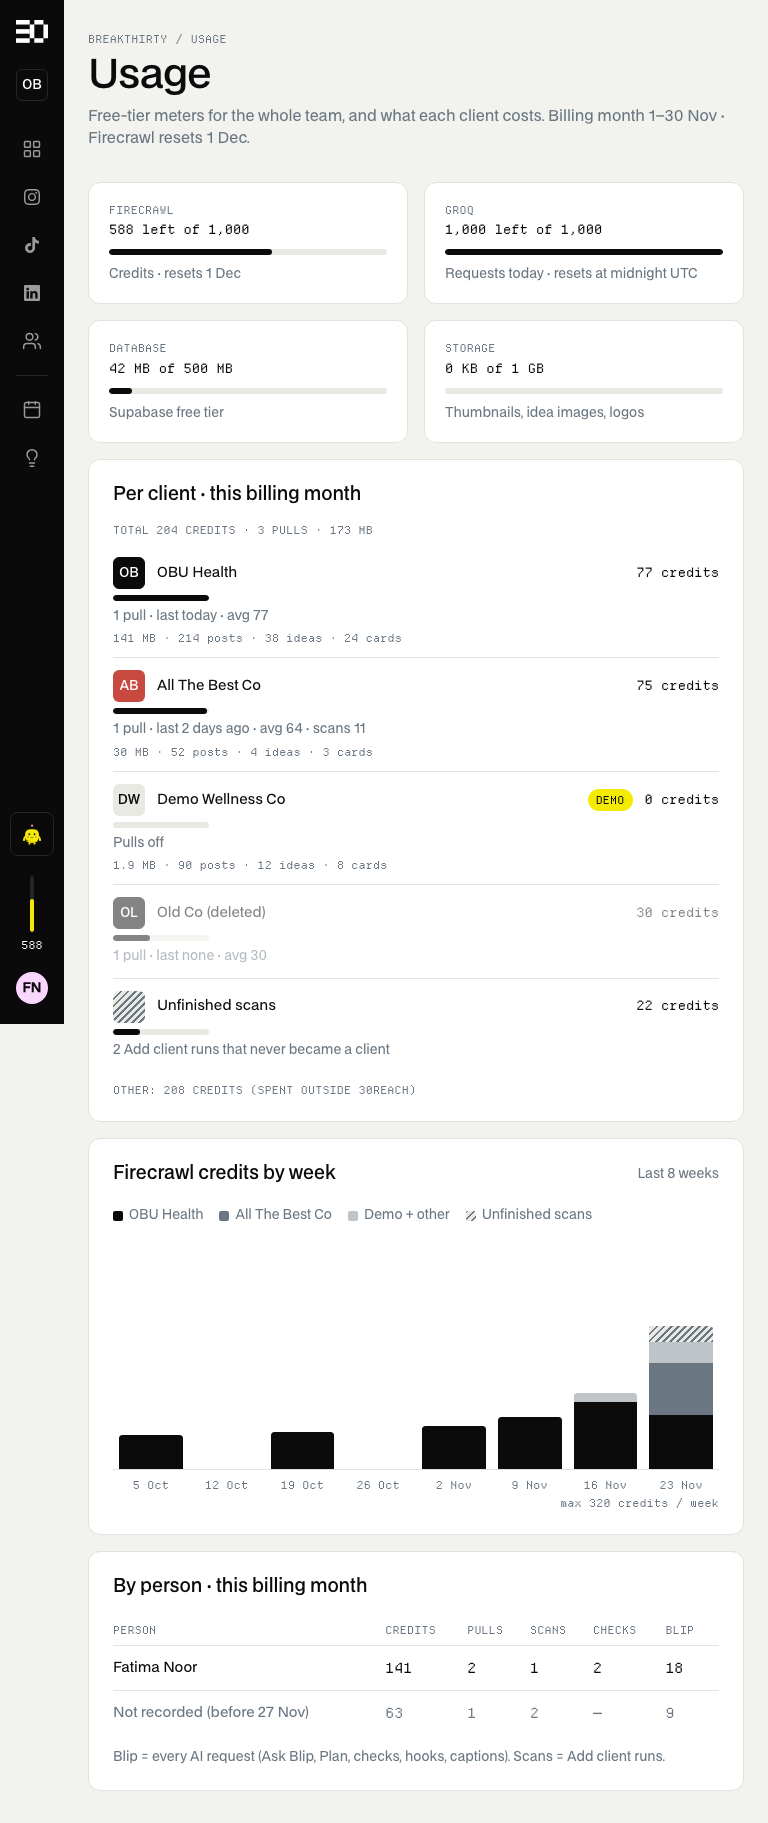 30
OB
BREAKTHIRTY / USAGE
Usage
Free-tier meters for the whole team, and what each client costs. Billing month 1–30 Nov ·
Firecrawl resets 1 Dec.
FIRECRAWL
588 left of 1,000
Credits · resets 1 Dec
GROQ
1,000 left of 1,000
Requests today · resets at midnight UTC
DATABASE
42 MB of 500 MB
Supabase free tier
STORAGE
0 KB of 1 GB
Thumbnails, idea images, logos
Per client · this billing month
TOTAL 204 CREDITS · 3 PULLS · 173 MB
OB OBU Health 77 credits
1 pull · last today · avg 77
141 MB · 214 posts · 38 ideas · 24 cards
AB All The Best Co 75 credits
1 pull · last 2 days ago · avg 64 · scans 11
30 MB · 52 posts · 4 ideas · 3 cards
DW Demo Wellness Co DEMO 0 credits
Pulls off
1.9 MB · 90 posts · 12 ideas · 8 cards
OL Old Co (deleted) 30 credits
1 pull · last none · avg 30
Unfinished scans 22 credits
2 Add client runs that never became a client
OTHER: 208 CREDITS (SPENT OUTSIDE 30REACH)
588
FN
Firecrawl credits by week Last 8 weeks
OBU Health All The Best Co Demo + other Unfinished scans
5 Oct 12 Oct 19 Oct 26 Oct 2 Nov 9 Nov 16 Nov 23 Nov
max 320 credits / week
By person · this billing month
PERSON CREDITS PULLS SCANS CHECKS BLIP
Fatima Noor 141 2 1 2 18
Not recorded (before 27 Nov) 63 1 2 — 9
Blip = every AI request (Ask Blip, Plan, checks, hooks, captions). Scans = Add client runs.